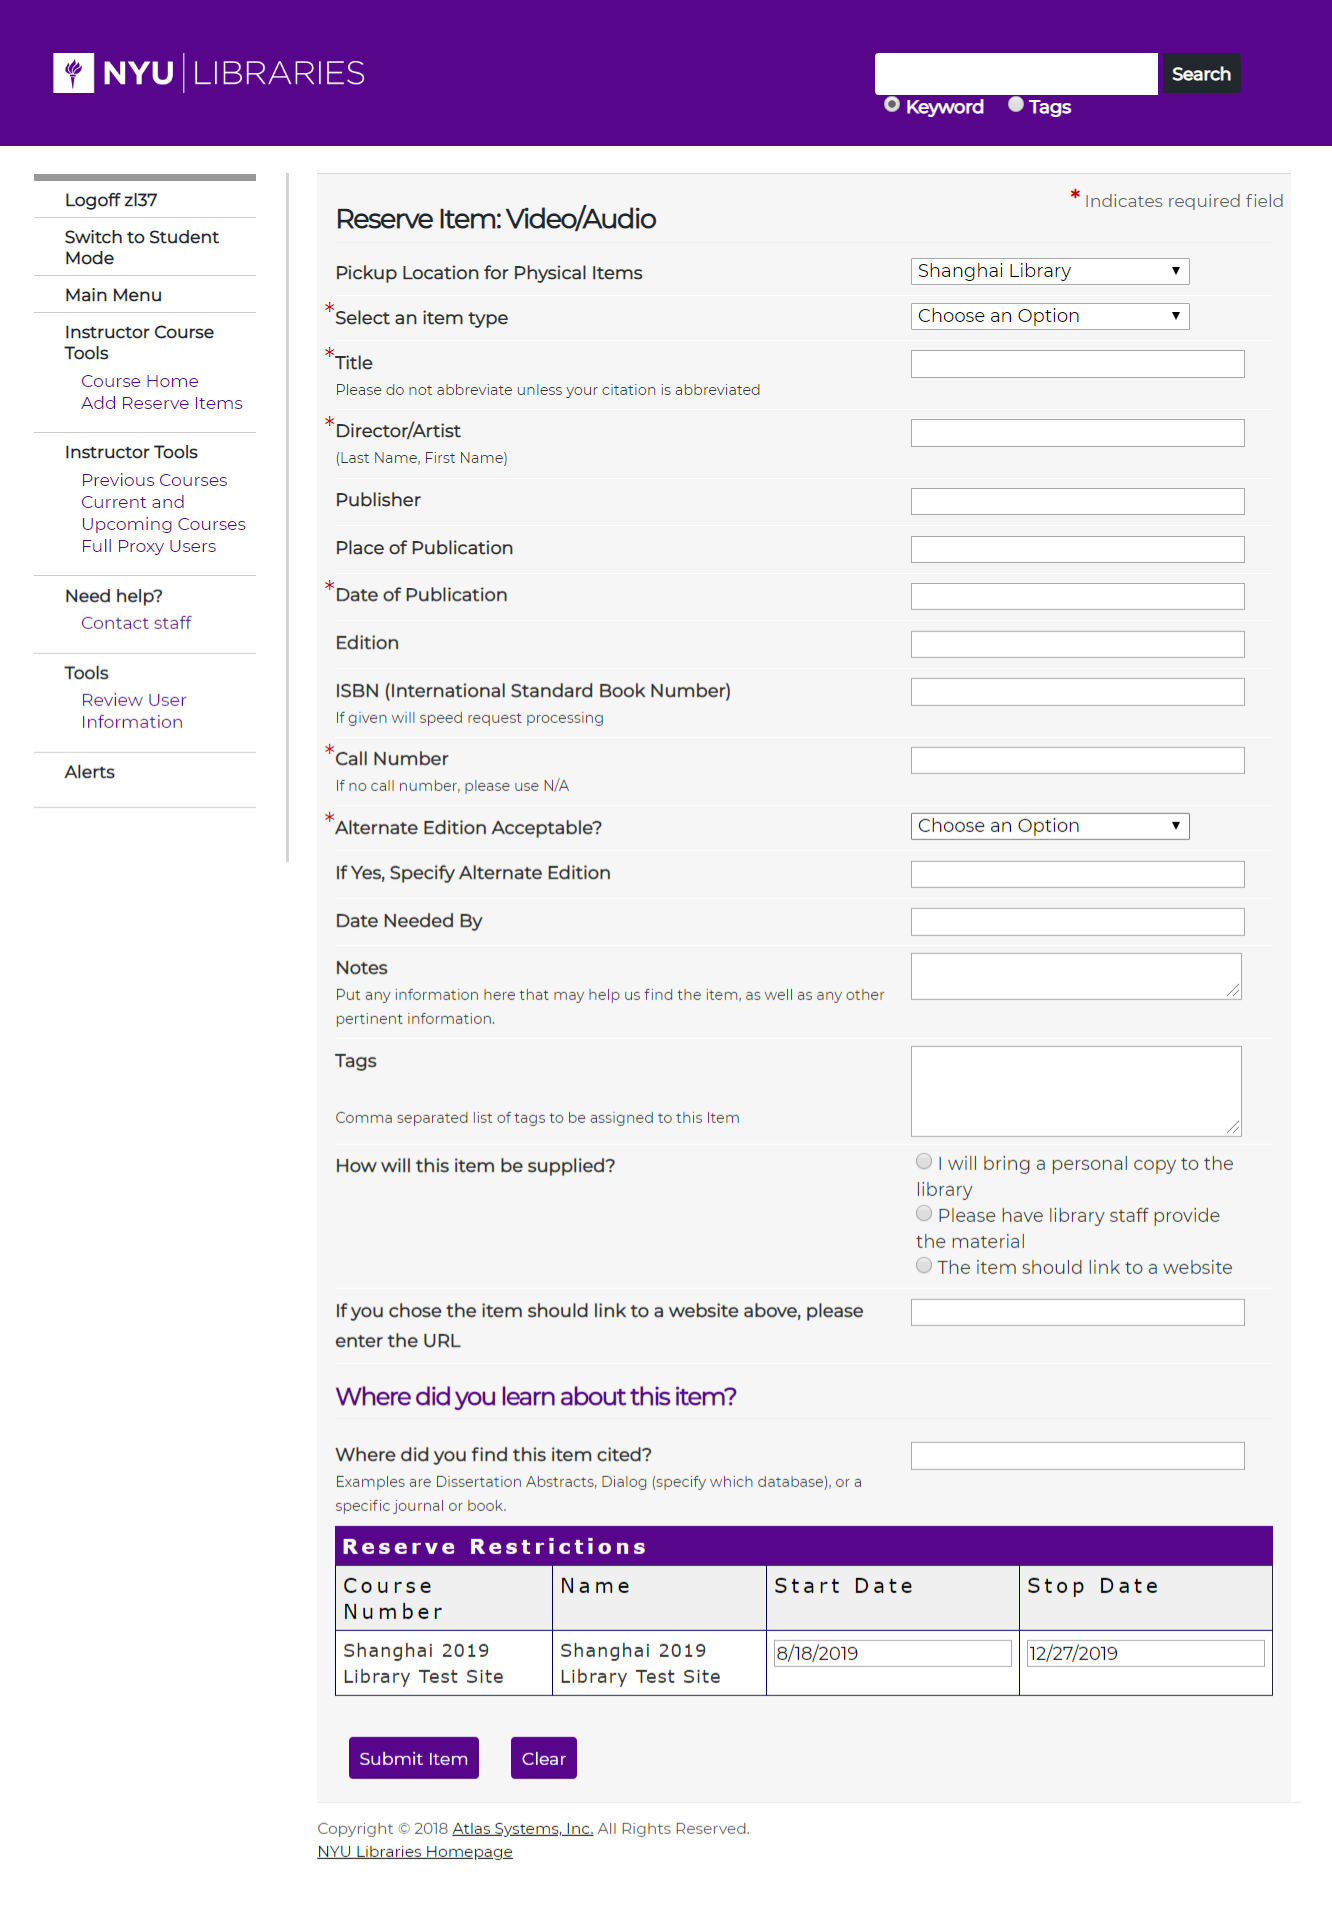 NYU LIBRARIES
Search
Keyword Tags
Logoff zl37
Switch to Student
Mode
Main Menu
Instructor Course
Tools
Course Home
Add Reserve Items
Instructor Tools
Previous Courses
Current and
Upcoming Courses
Full Proxy Users
Need help?
Contact staff
Tools
Review User
Information
Alerts
* Indicates required field
Reserve Item: Video/Audio
Pickup Location for Physical Items Shanghai Library
*Select an item type Choose an Option
*Title
Please do not abbreviate unless your citation is abbreviated
*Director/Artist
(Last Name, First Name)
Publisher
Place of Publication
*Date of Publication
Edition
ISBN (International Standard Book Number)
If given will speed request processing
*Call Number
If no call number, please use N/A
*Alternate Edition Acceptable? Choose an Option
If Yes, Specify Alternate Edition
Date Needed By
Notes
Put any information here that may help us find the item, as well as any other
pertinent information.
Tags
Comma separated list of tags to be assigned to this Item
How will this item be supplied?
I will bring a personal copy to the
library
Please have library staff provide
the material
The item should link to a website
If you chose the item should link to a website above, please
enter the URL
Where did you learn about this item?
Where did you find this item cited?
Examples are Dissertation Abstracts, Dialog (specify which database), or a
specific journal or book.
Reserve Restrictions
Course
Number
Name
Start Date
Stop Date
Shanghai 2019
Library Test Site
Shanghai 2019
Library Test Site
8/18/2019
12/27/2019
Submit Item Clear
Copyright © 2018 Atlas Systems, Inc. All Rights Reserved.
NYU Libraries Homepage